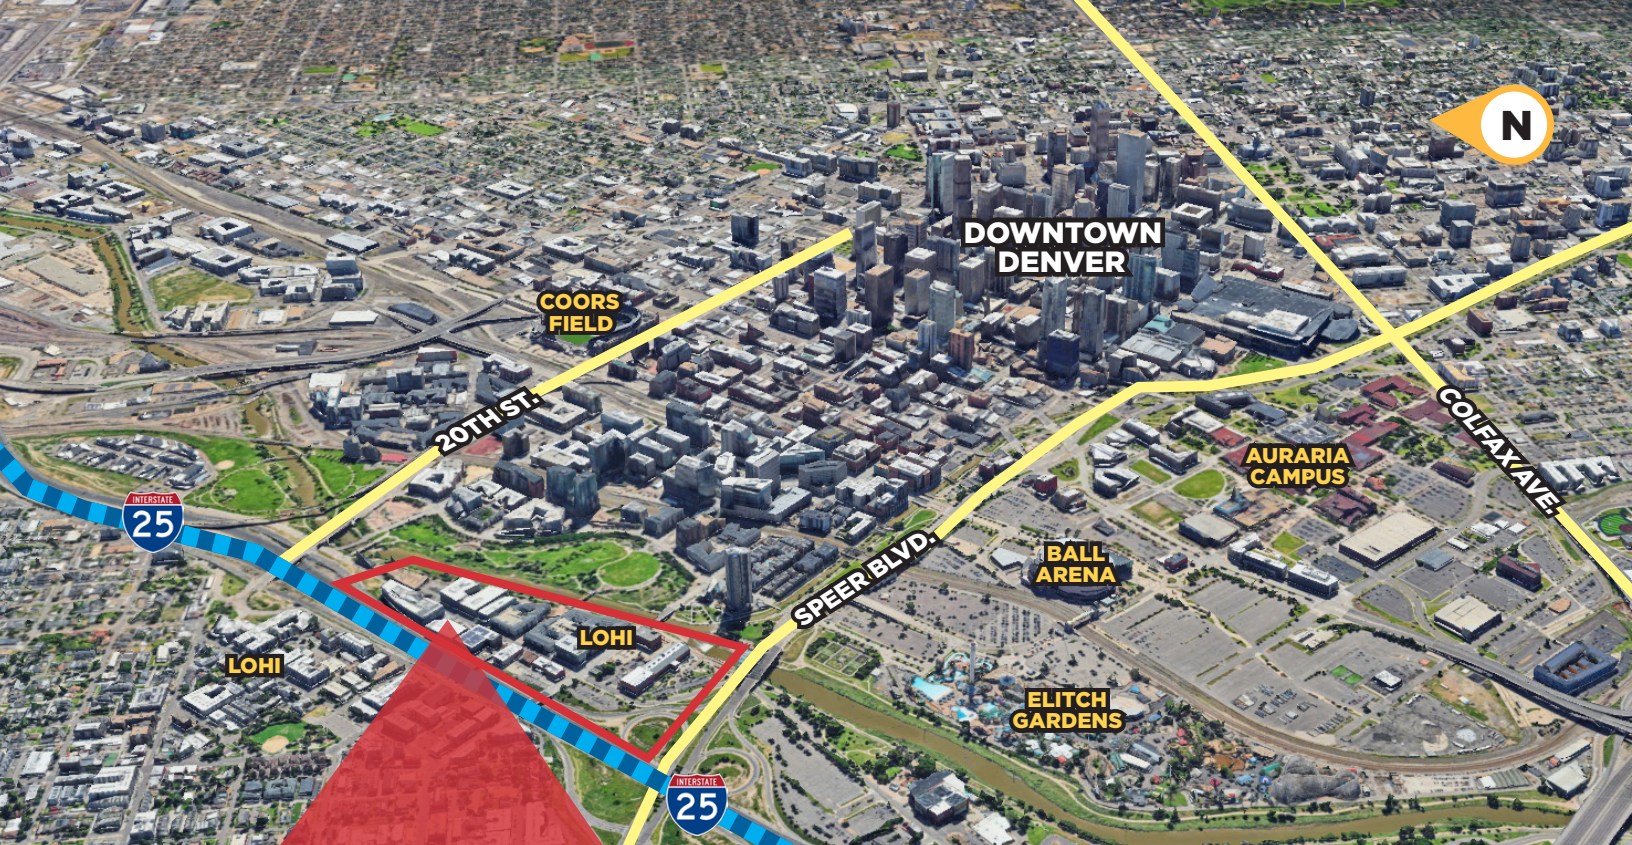 N
DOWNTOWN
DENVER
COORS
FIELD
20TH ST.
COLFAX AVE.
AURARIA
CAMPUS
INTERSTATE
25
SPEER BLVD.
BALL
ARENA
LOHI
LOHI
ELITCH
GARDENS
INTERSTATE
25